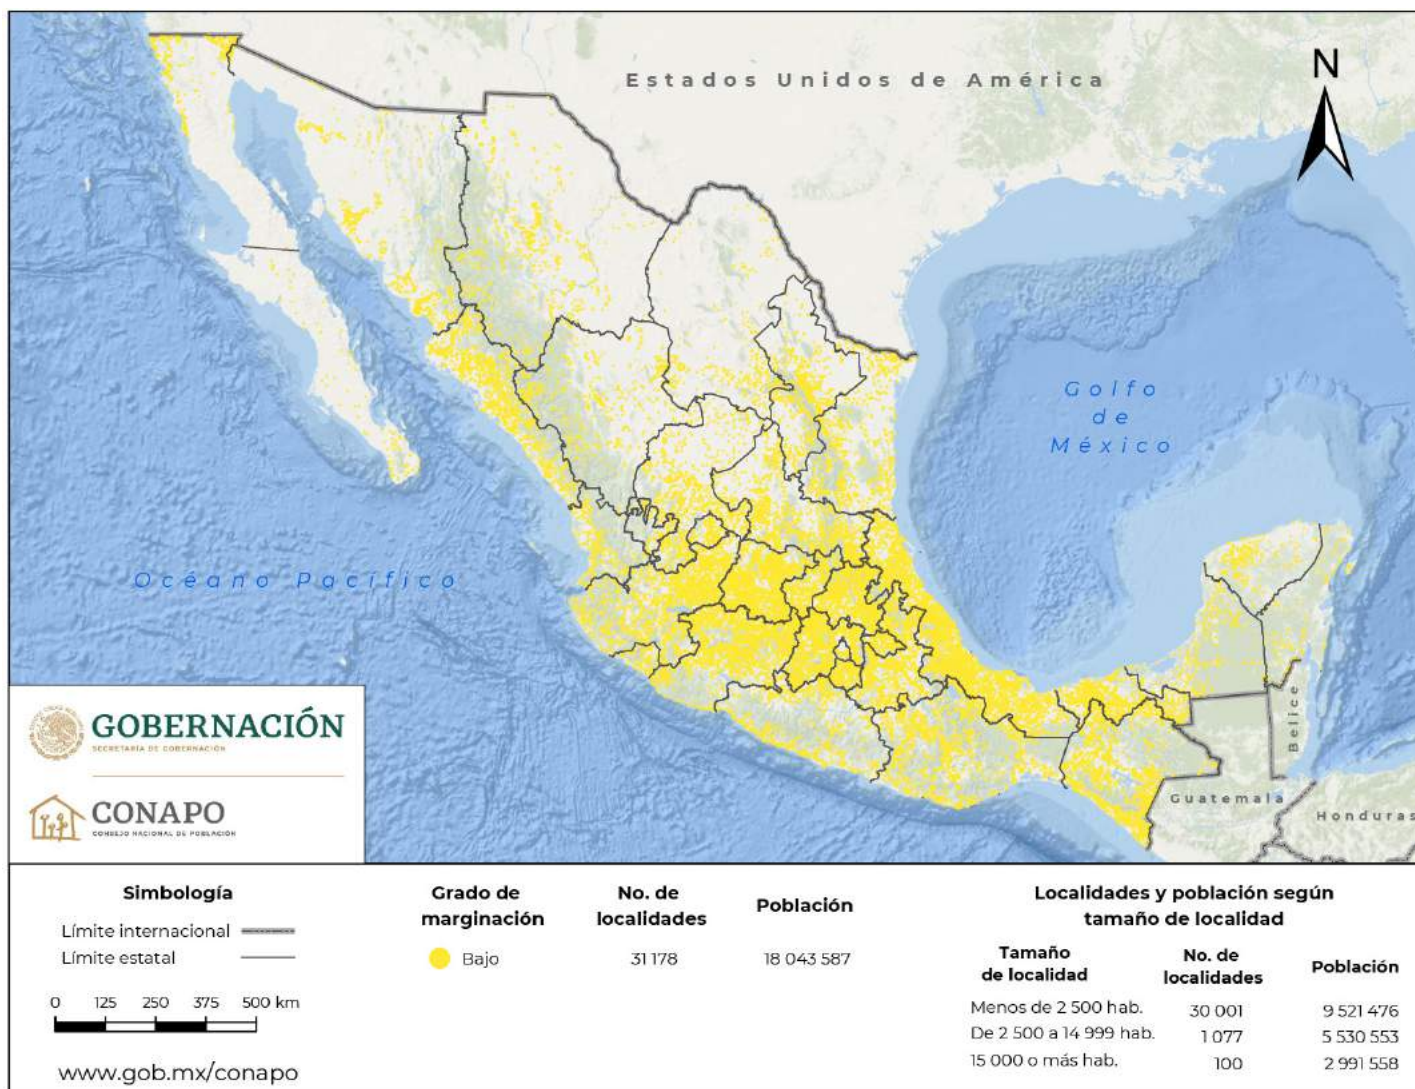 Estados Unidos de América
N
Golfo
de
México
Océano Pacífico
Belice
Guatemala
Honduras
GOBERNACIÓN
SECRETARÍA DE GOBERNACIÓN
CONAPO
CONSEJO NACIONAL DE POBLACIÓN
Simbología
Límite internacional
Límite estatal
0 125 250 375 500 km
www.gob.mx/conapo
Grado de marginación No. de localidades Población
Bajo 31 178 18 043 587
Localidades y población según
tamaño de localidad
Tamaño de localidad No. de localidades Población
Menos de 2 500 hab. 30 001 9 521 476
De 2 500 a 14 999 hab. 1 077 5 530 553
15 000 o más hab. 100 2 991 558